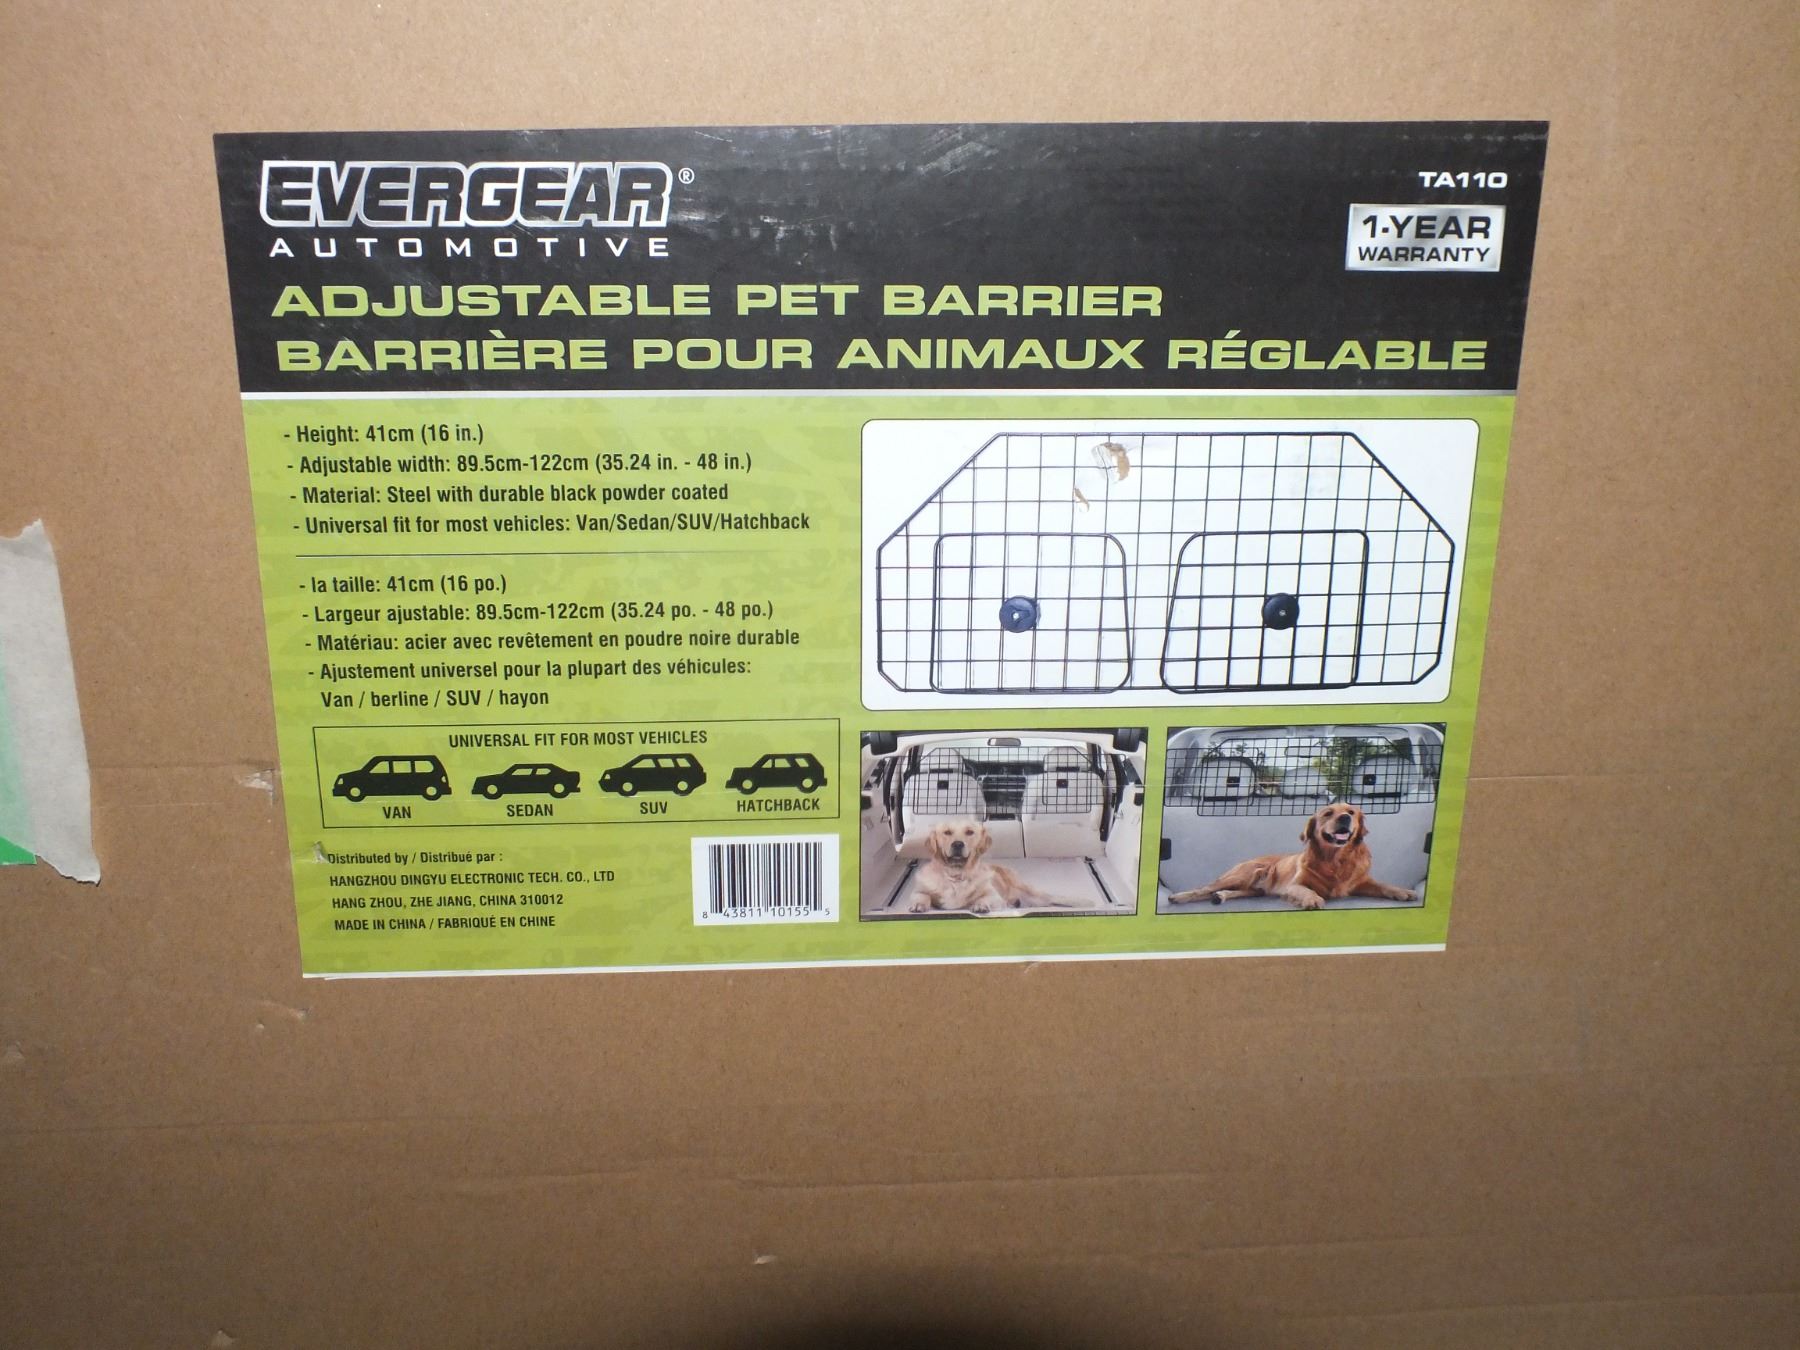 EVERGEAR®
AUTOMOTIVE
TA110
1-YEAR
WARRANTY
ADJUSTABLE PET BARRIER
BARRIÈRE POUR ANIMAUX RÉGLABLE
- Height: 41cm (16 in.)
- Adjustable width: 89.5cm-122cm (35.24 in. - 48 in.)
- Material: Steel with durable black powder coated
- Universal fit for most vehicles: Van/Sedan/SUV/Hatchback
- la taille: 41cm (16 po.)
- Largeur ajustable: 89.5cm-122cm (35.24 po. - 48 po.)
- Matériau: acier avec revêtement en poudre noire durable
- Ajustement universel pour la plupart des véhicules:
Van / berline / SUV / hayon
UNIVERSAL FIT FOR MOST VEHICLES
VAN
SEDAN
SUV
HATCHBACK
Distributed by / Distribué par :
HANGZHOU DINGYU ELECTRONIC TECH. CO., LTD
HANG ZHOU, ZHE JIANG, CHINA 310012
MADE IN CHINA / FABRIQUÉ EN CHINE
8 43811 10155 5